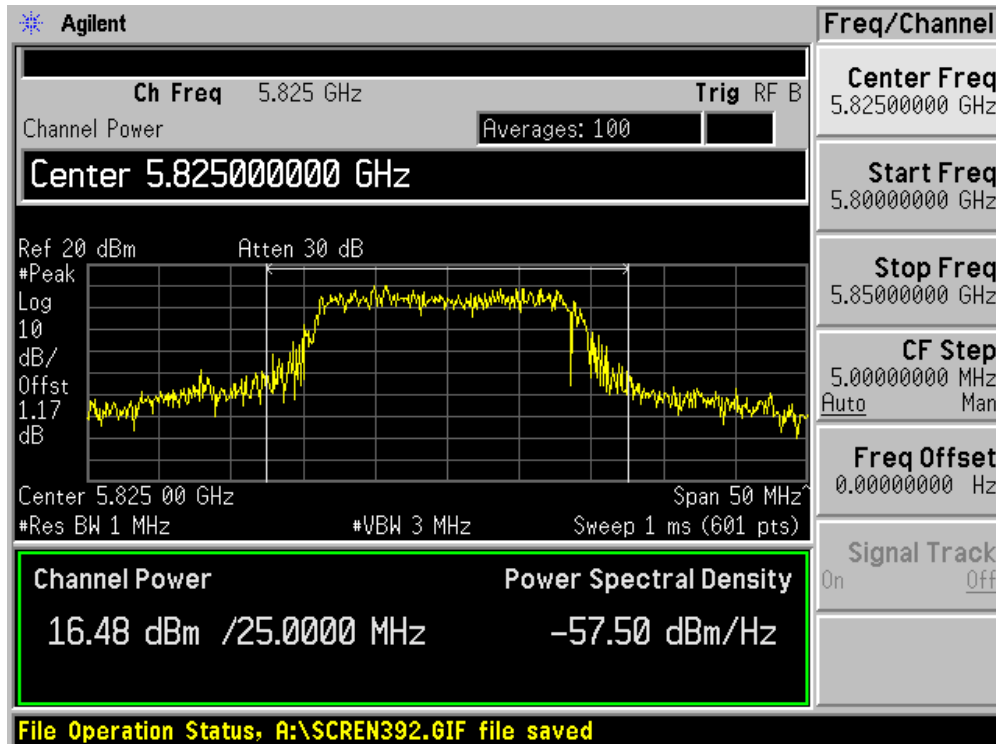 Agilent
Freq/Channel
Ch Freq 5.825 GHz Trig RF B
Channel Power Averages: 100
Center 5.825000000 GHz
Ref 20 dBm Atten 30 dB
#Peak
Log
10
dB/
Offst
1.17
dB
Center 5.825 00 GHz Span 50 MHz^
#Res BW 1 MHz #VBW 3 MHz Sweep 1 ms (601 pts)
Channel Power Power Spectral Density
16.48 dBm /25.0000 MHz -57.50 dBm/Hz
File Operation Status, A:\SCREN392.GIF file saved
Center Freq
5.82500000 GHz
Start Freq
5.80000000 GHz
Stop Freq
5.85000000 GHz
CF Step
5.00000000 MHz
Auto Man
Freq Offset
0.00000000 Hz
Signal Track
On Off